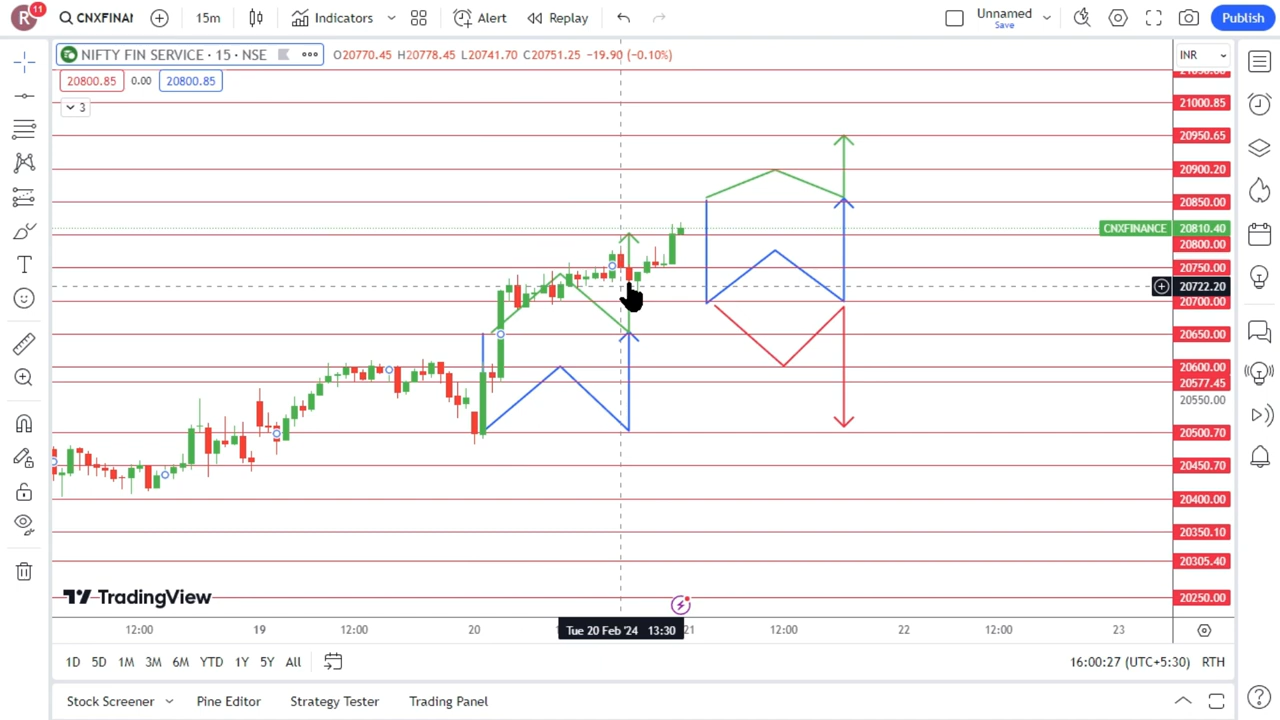 R 11 CNXFINAN 15m Indicators Alert Replay Unnamed Save Publish
NIFTY FIN SERVICE · 15 · NSE O20770.45 H20778.45 L20741.70 C20751.25 −19.90 (−0.10%) INR
20800.85 0.00 20800.85
3
21000.85
20950.65
20900.20
20850.00
CNXFINANCE 20810.40
20800.00
20750.00
20722.20
20700.00
20650.00
20600.00
20577.45
20550.00
20500.70
20450.70
20400.00
20350.10
20305.40
20250.00
TradingView
12:00 19 12:00 20 Tue 20 Feb '24 13:30 21 12:00 22 12:00 23
1D 5D 1M 3M 6M YTD 1Y 5Y All 16:00:27 (UTC+5:30) RTH
Stock Screener Pine Editor Strategy Tester Trading Panel